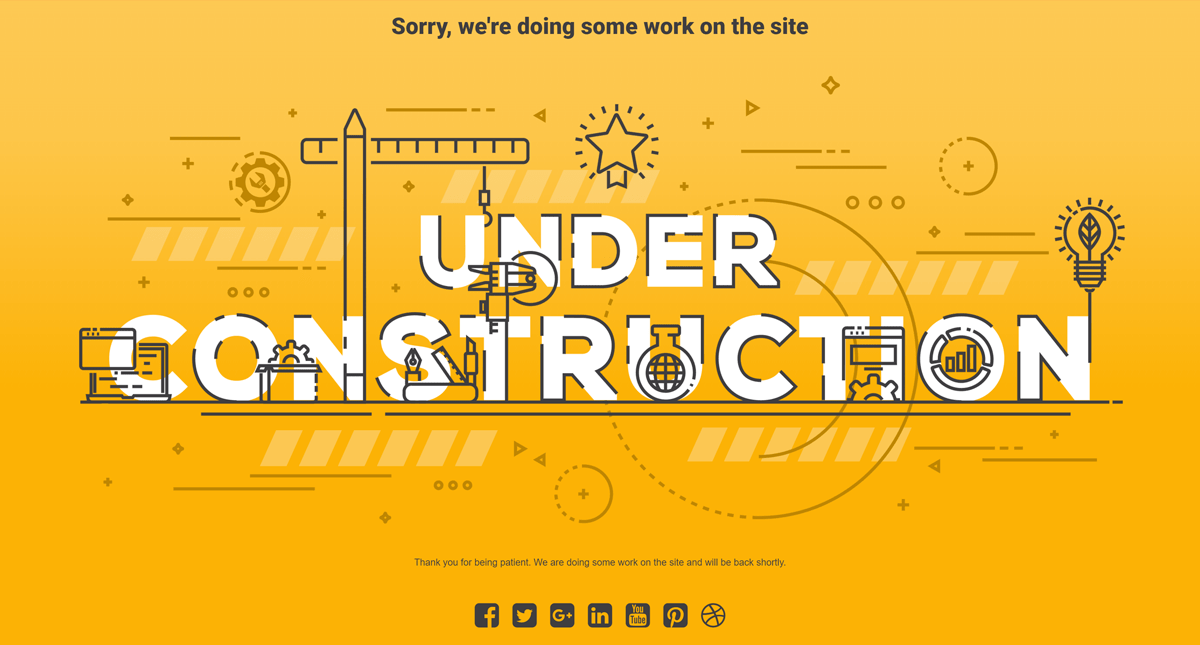 Sorry, we're doing some work on the site
UNDER
CONSTRUCTION
Thank you for being patient. We are doing some work on the site and will be back shortly.
f G+ in You Tube